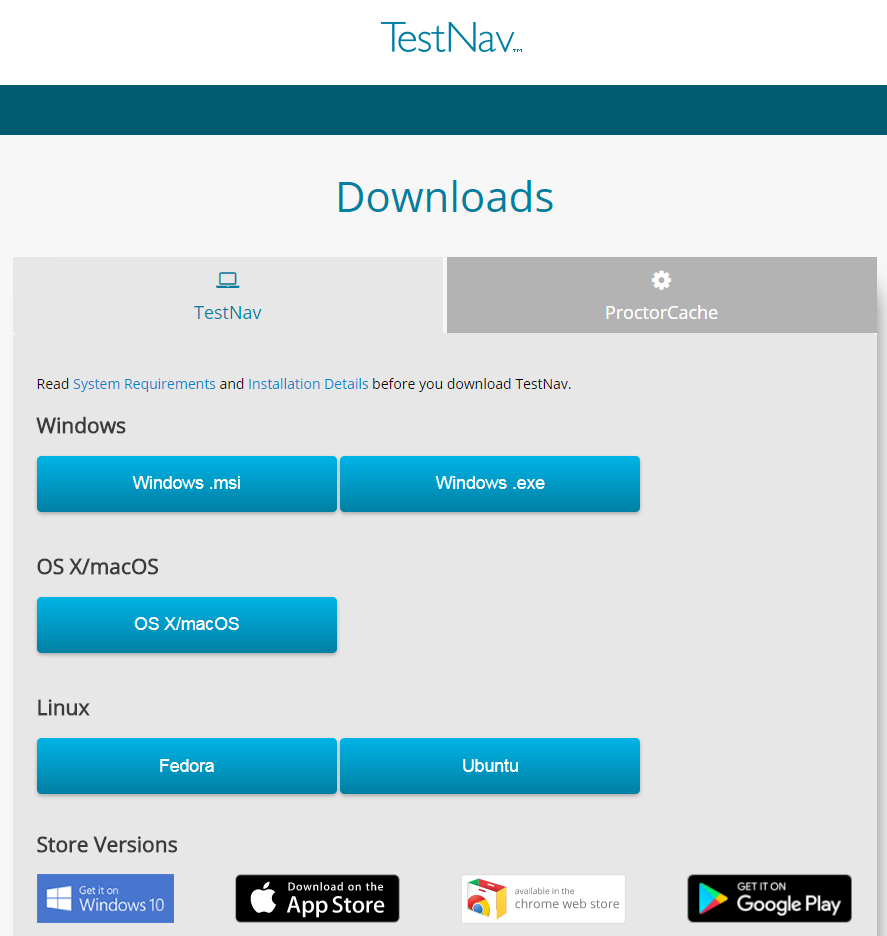 TestNav™
Downloads
TestNav
ProctorCache
Read System Requirements and Installation Details before you download TestNav.
Windows
Windows .msi
Windows .exe
OS X/macOS
OS X/macOS
Linux
Fedora
Ubuntu
Store Versions
Get it on
Windows 10
Download on the
App Store
available in the
chrome web store
GET IT ON
Google Play